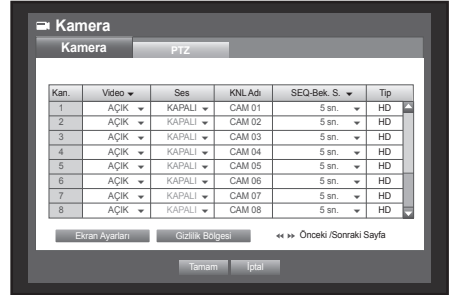 Kamera
Kamera PTZ
Kan. Video Ses KNL Adı SEQ-Bek. S. Tip
1 AÇIK KAPALI CAM 01 5 sn. HD
2 AÇIK KAPALI CAM 02 5 sn. HD
3 AÇIK KAPALI CAM 03 5 sn. HD
4 AÇIK KAPALI CAM 04 5 sn. HD
5 AÇIK KAPALI CAM 05 5 sn. HD
6 AÇIK KAPALI CAM 06 5 sn. HD
7 AÇIK KAPALI CAM 07 5 sn. HD
8 AÇIK KAPALI CAM 08 5 sn. HD
Ekran Ayarları Gizlilik Bölgesi Önceki /Sonraki Sayfa
Tamam İptal